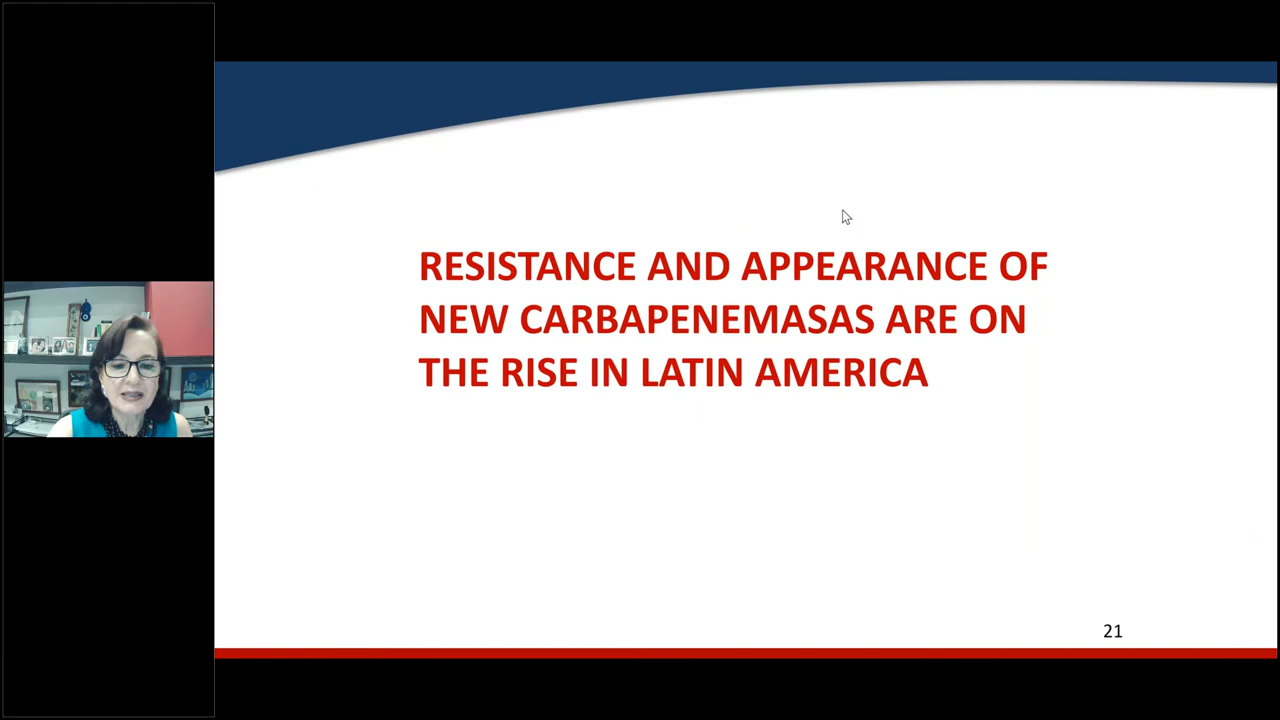 RESISTANCE AND APPEARANCE OF
NEW CARBAPENEMASAS ARE ON
THE RISE IN LATIN AMERICA
21